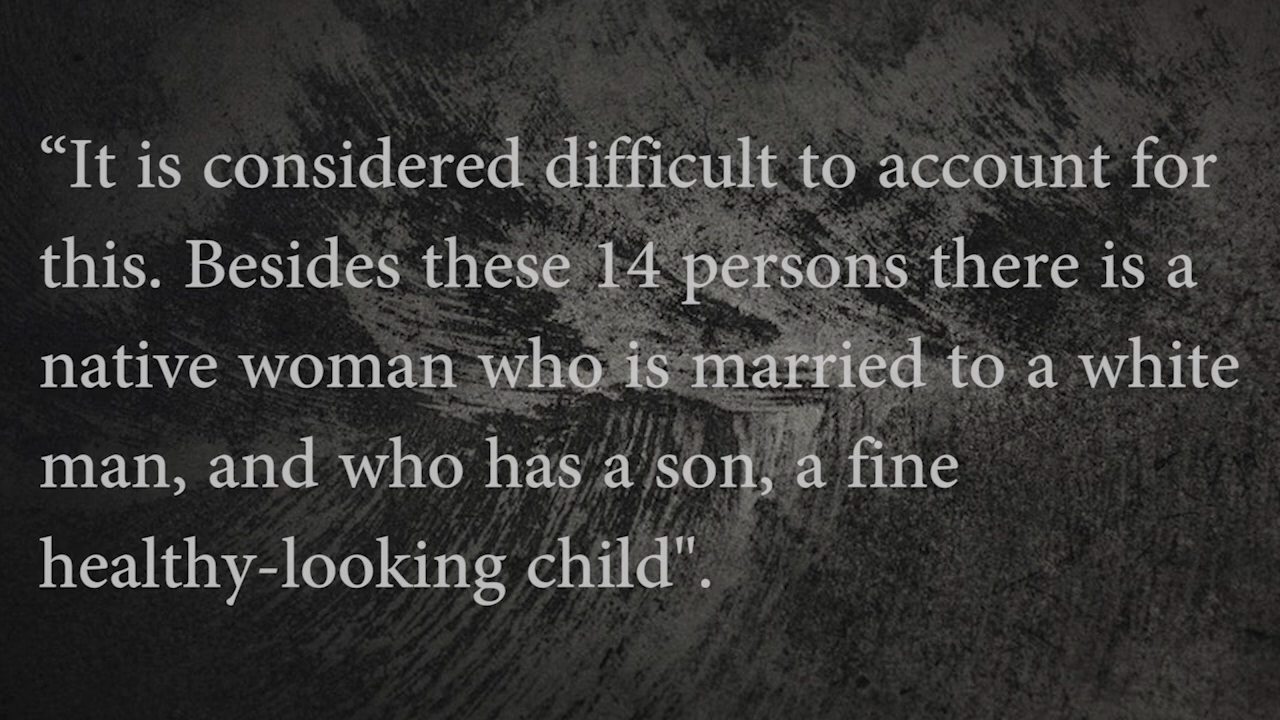 “It is considered difficult to account for
this. Besides these 14 persons there is a
native woman who is married to a white
man, and who has a son, a fine
healthy-looking child".